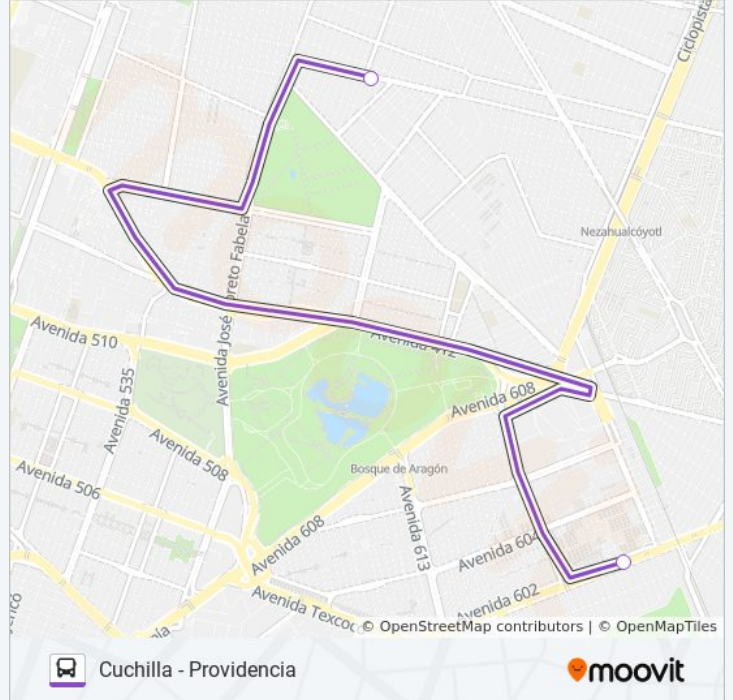 Ciclopista
Nezahualcóyotl
Avenida José Loreto Fabela
Avenida 412
Avenida 510
Avenida 535
Avenida 608
Avenida 508
Bosque de Aragón
Avenida 506
Avenida 613
Avenida 608
Avenida 604
Avenida 602
Avenida Texcoc
© OpenStreetMap contributors | © OpenMapTiles
Cuchilla - Providencia
moovit